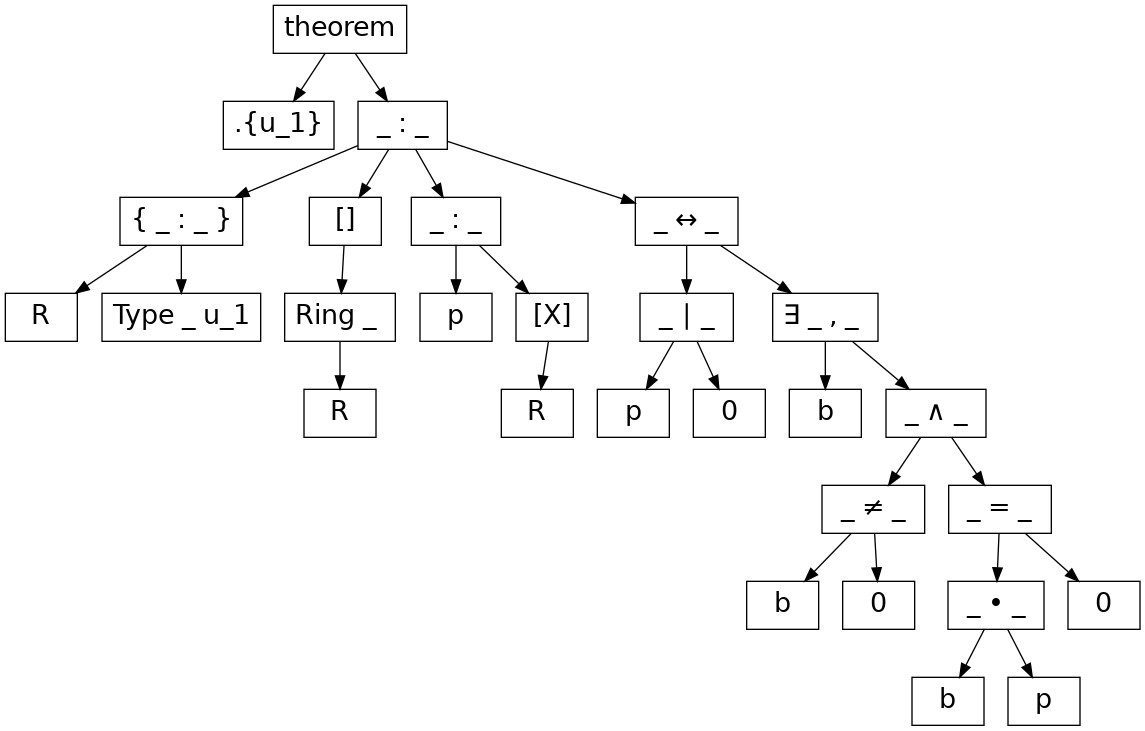 theorem
.{u_1} _ : _
{ _ : _ } [] _ : _ _ ↔ _
R Type _ u_1 Ring _ p [X] _ ∣ _ ∃ _ , _
R R p 0 b _ ∧ _
_ ≠ _ _ = _
b 0 _ • _ 0
b p